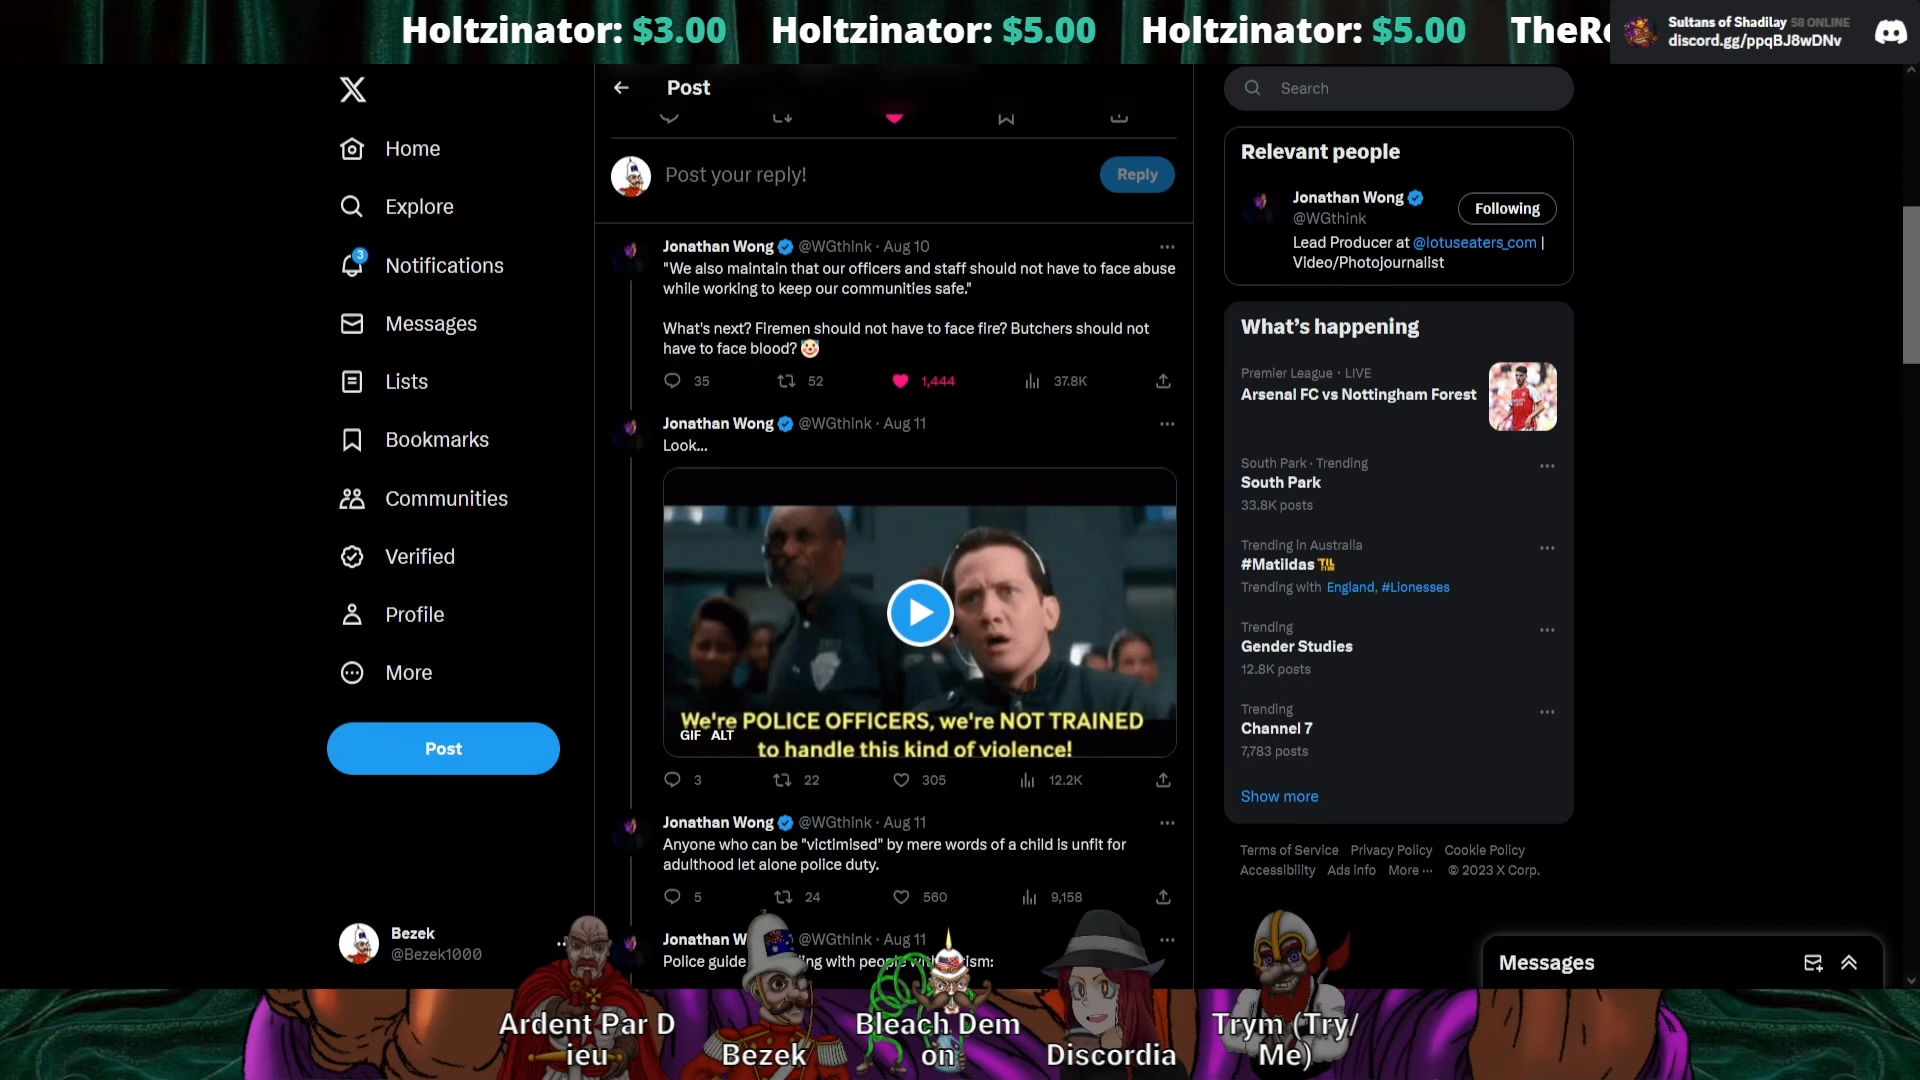 Holtzinator: $3.00 Holtzinator: $5.00 Holtzinator: $5.00
Sultans of Shadilay 58 ONLINE
discord.gg/ppqBJ8wDNv
Home
Explore
3
Notifications
Messages
Lists
Bookmarks
Communities
Verified
Profile
More
Post
Bezek
@Bezek1000
Post
Post your reply!
Reply
Jonathan Wong @WGthink · Aug 10
"We also maintain that our officers and staff should not have to face abuse
while working to keep our communities safe."
What's next? Firemen should not have to face fire? Butchers should not
have to face blood? 🤡
35 52 1,444 37.8K
Jonathan Wong @WGthink · Aug 11
Look...
We're POLICE OFFICERS, we're NOT TRAINED
GIF ALT
to handle this kind of violence!
3 22 305 12.2K
Jonathan Wong @WGthink · Aug 11
Anyone who can be "victimised" by mere words of a child is unfit for
adulthood let alone police duty.
5 24 560 9,158
Jonathan @WGthink · Aug 11
Police guide with
Search
Relevant people
Jonathan Wong
@WGthink
Following
Lead Producer at @lotuseaters_com |
Video/Photojournalist
What's happening
Premier League · LIVE
Arsenal FC vs Nottingham Forest
South Park · Trending
South Park
33.8K posts
Trending in Australia
#Matildas
Trending with England, #Lionesses
Trending
Gender Studies
12.8K posts
Trending
Channel 7
7,783 posts
Show more
Terms of Service Privacy Policy Cookie Policy
Accessibility Ads info More ··· © 2023 X Corp.
Messages
Ardent Par D
ieu
Bezek
Bleach Dem
on
Discordia
Trym (Try/
Me)